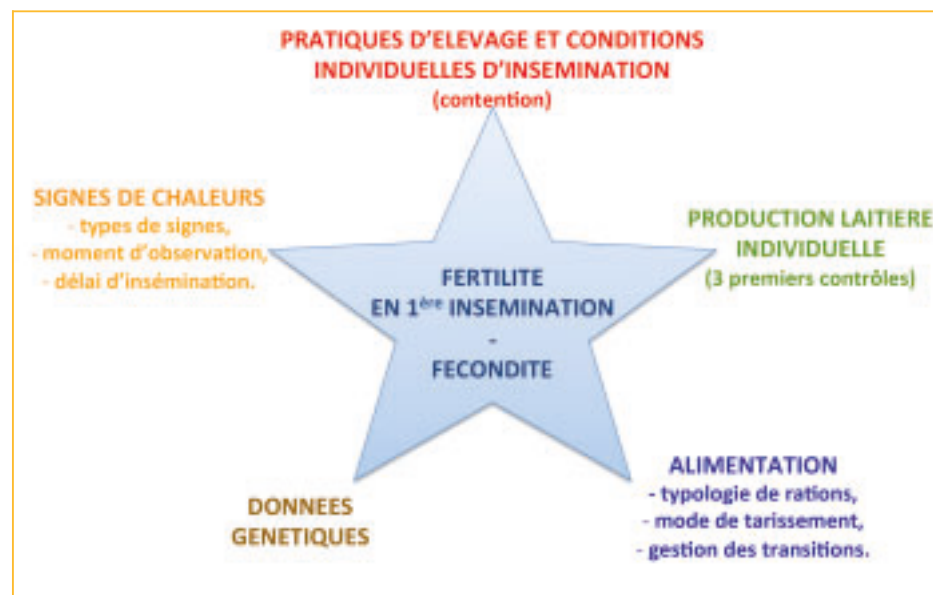 PRATIQUES D'ELEVAGE ET CONDITIONS
INDIVIDUELLES D'INSEMINATION
(contention)
SIGNES DE CHALEURS
- types de signes,
- moment d'observation,
- délai d'insémination.
PRODUCTION LAITIERE
INDIVIDUELLE
(3 premiers contrôles)
FERTILITE
EN 1ère INSEMINATION
-
FECONDITE
DONNEES
GENETIQUES
ALIMENTATION
- typologie de rations,
- mode de tarissement,
- gestion des transitions.